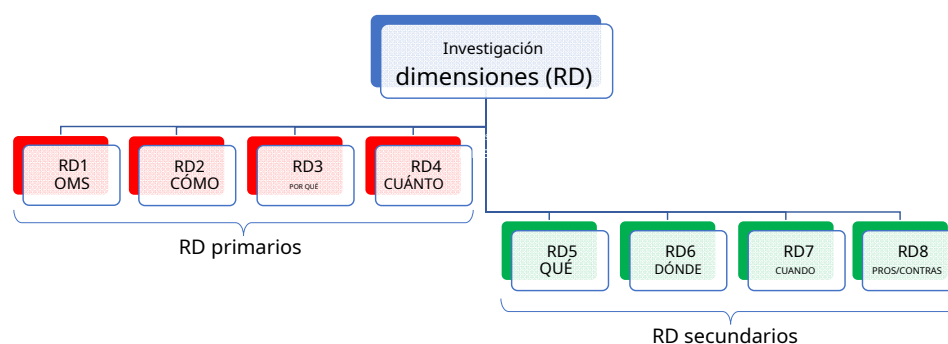 Investigación
dimensiones (RD)
RD1
OMS
RD2
CÓMO
RD3
POR QUÉ
RD4
CUÁNTO
RD primarios
RD5
QUÉ
RD6
DÓNDE
RD7
CUANDO
RD8
PROS/CONTRAS
RD secundarios